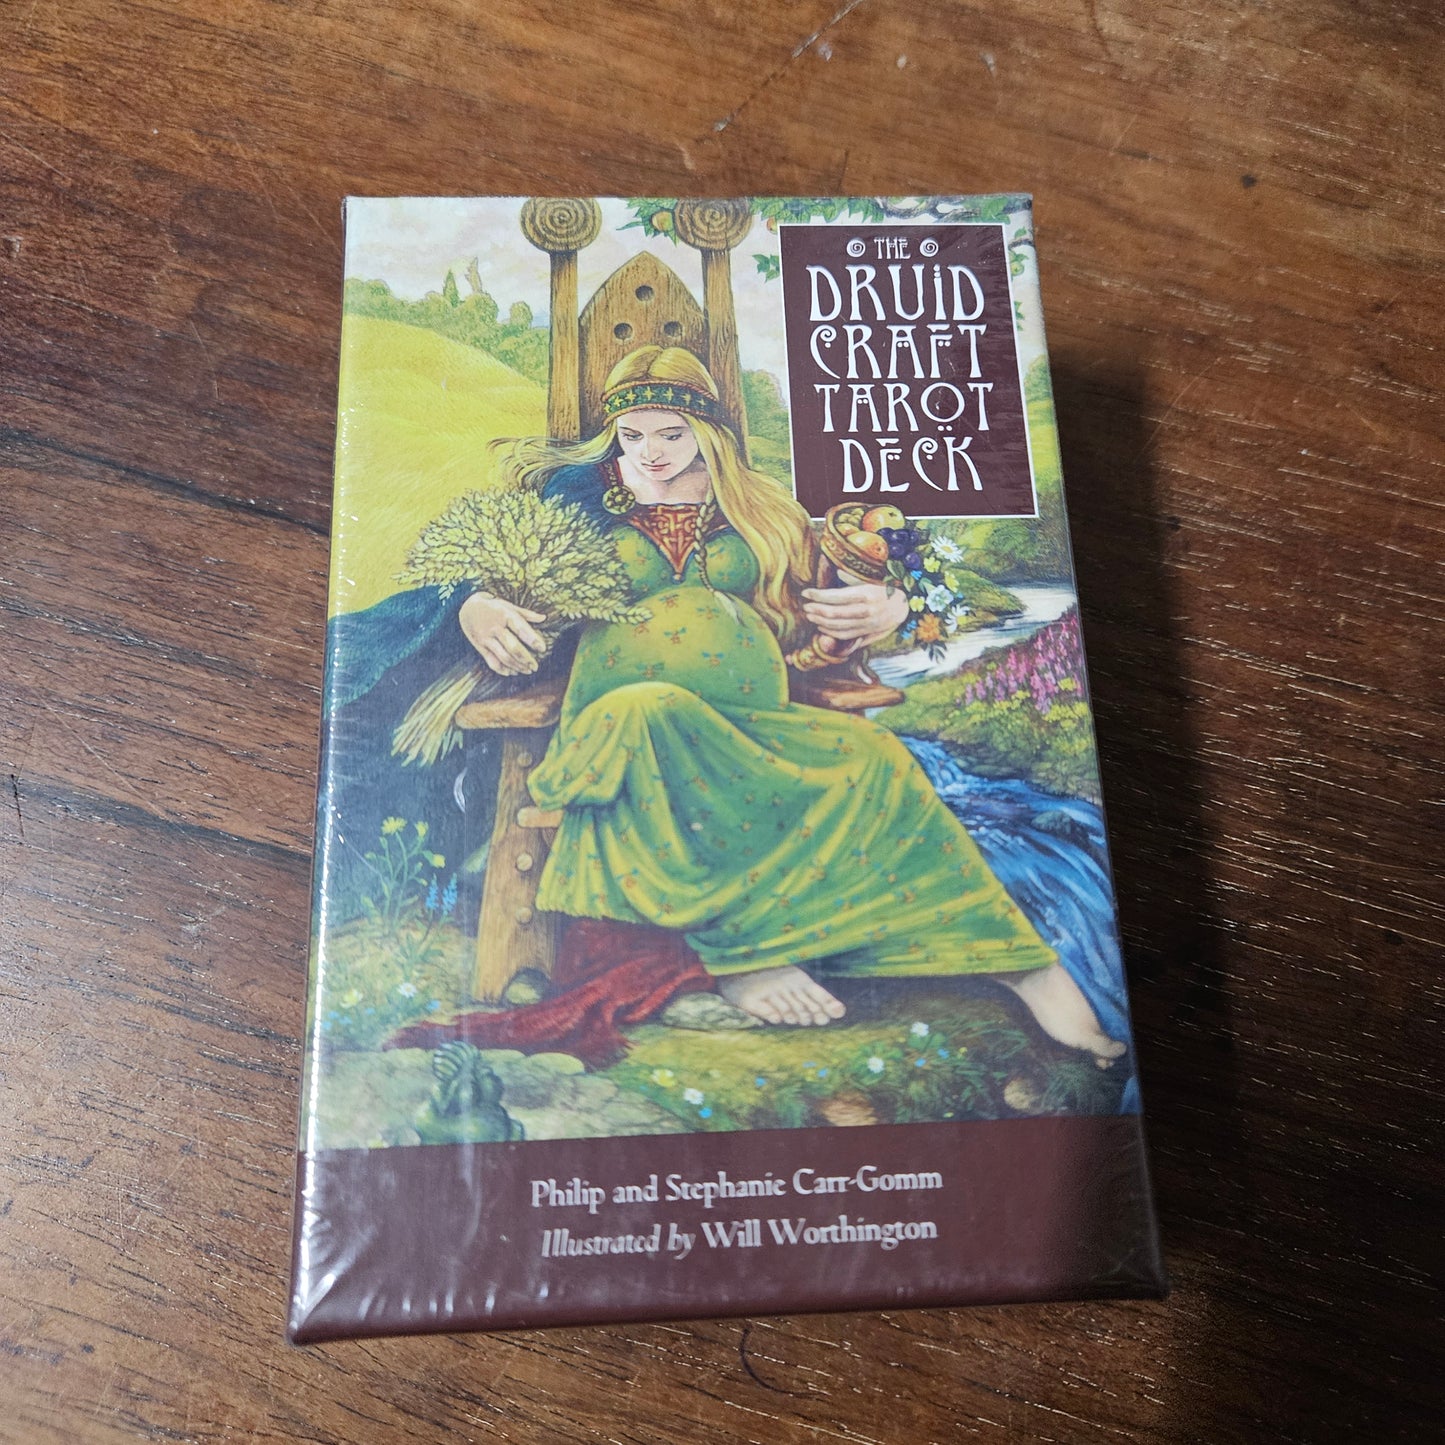 THE
DRUID
CRAFT
TAROT
DECK
Philip and Stephanie Carr-Gomm
Illustrated by Will Worthington